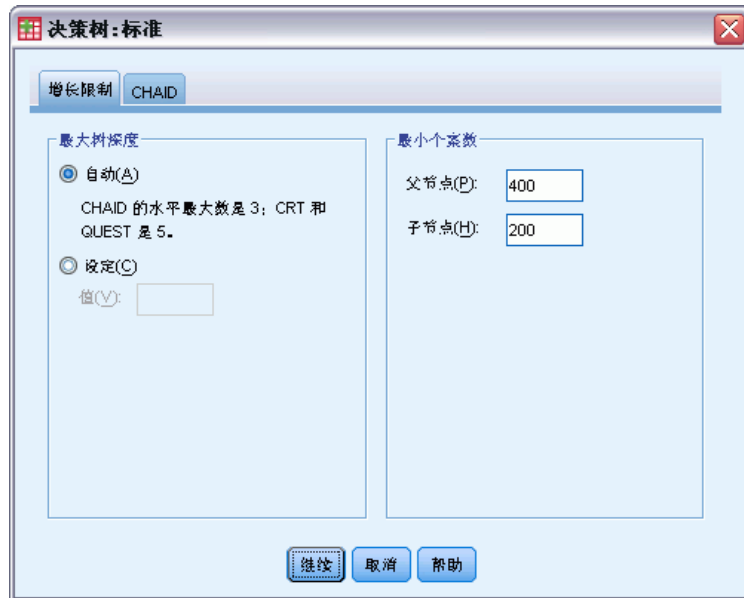 决策树:标准
增长限制
CHAID
最大树深度
自动(A)
CHAID 的水平最大数是 3；CRT 和
QUEST 是 5。
设定(C)
值(V):
最小个案数
父节点(P):
400
子节点(H):
200
继续
取消
帮助